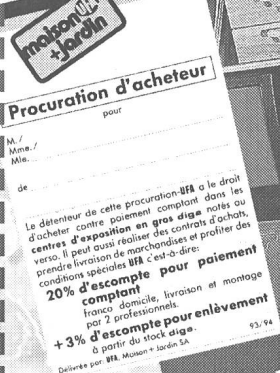 maison UFA
+ Jardin
Procuration d'acheteur
pour
M./
Mme./
Mle.
de
Le détenteur de cette procuration-UFA a le droit
d'acheter contre paiement comptant dans les
centres d'exposition en gros diga notés au
verso. Il peut aussi réaliser des contrats d'achats,
prendre livraison de marchandises et profiter des
conditions spéciales UFA c'est-à-dire:
20% d'escompte pour paiement
comptant
franco domicile, livraison et montage
par 2 professionnels.
+ 3% d'escompte pour enlèvement
à partir du stock diga.
93/94
Délivrée par: UFA, Maison + Jardin SA